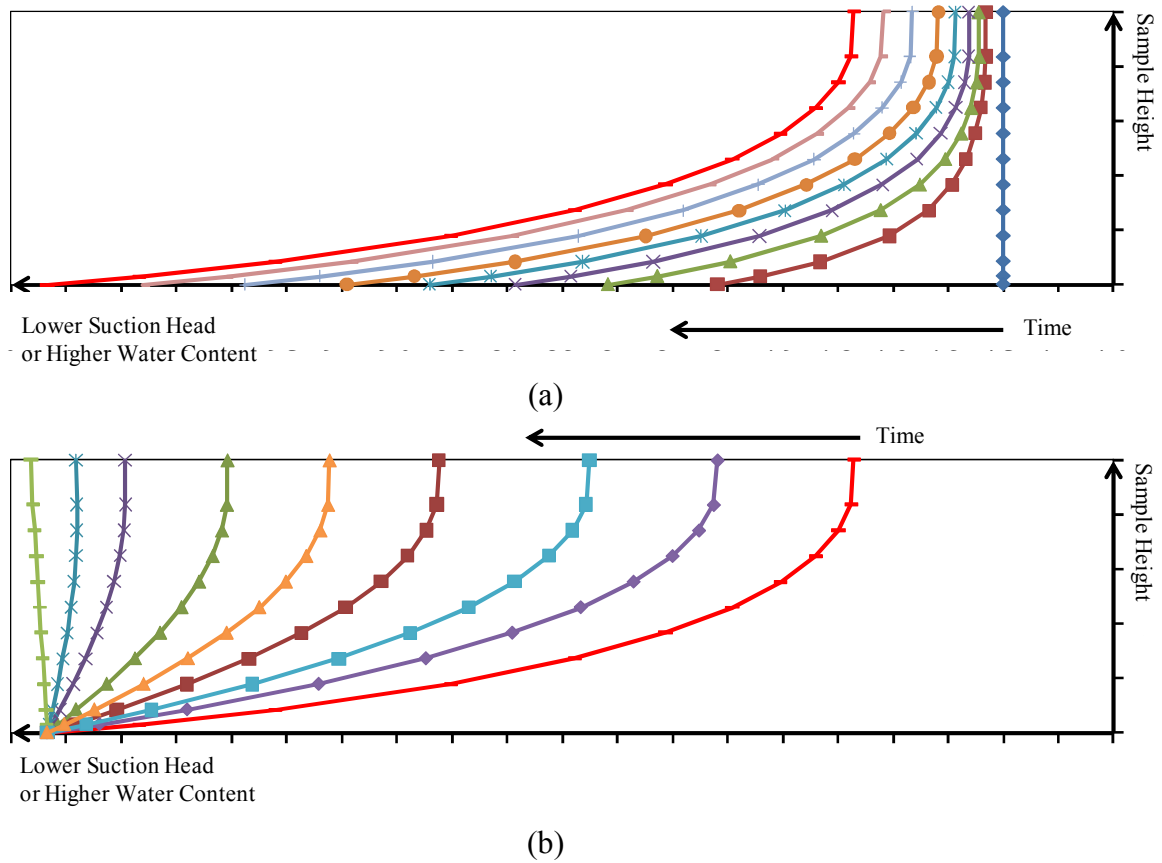 Sample Height
Lower Suction Head
or Higher Water Content
Time
(a)
Time
Sample Height
Lower Suction Head
or Higher Water Content
(b)